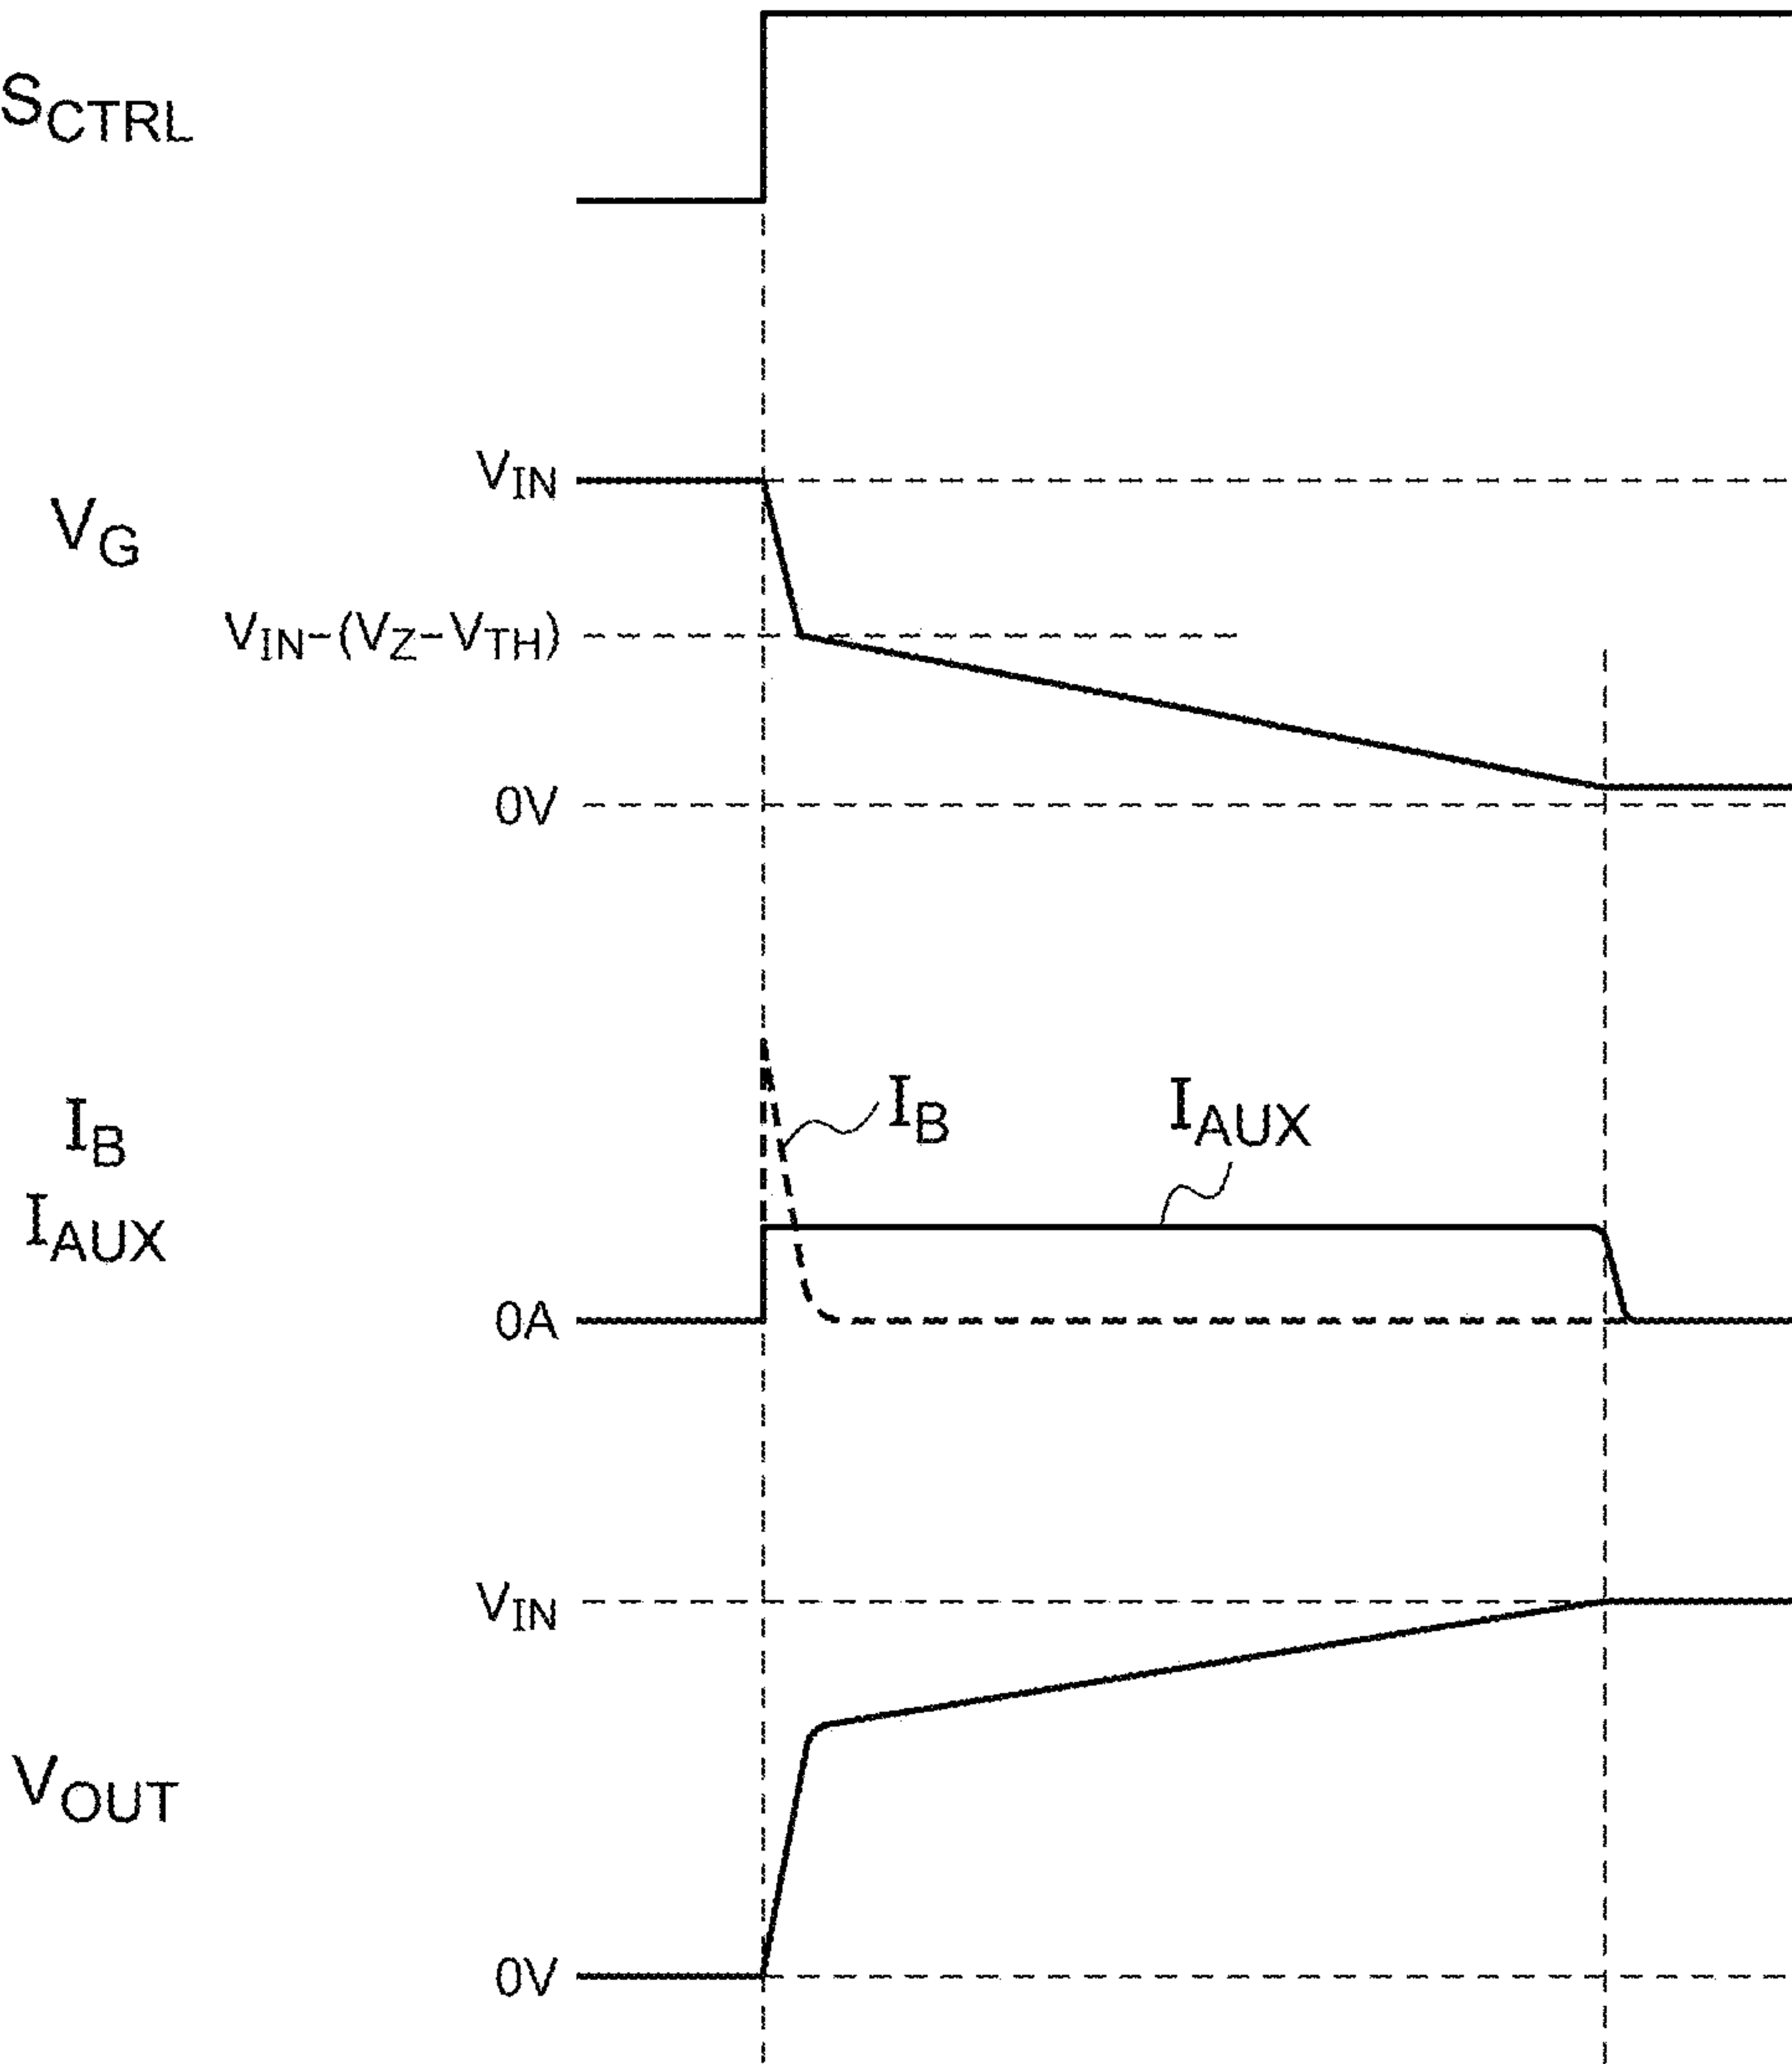 SCTRL
VIN
VG
VIN-(VZ-VTH)
0V
IB
IAUX
IB
IAUX
0A
VIN
VOUT
0V